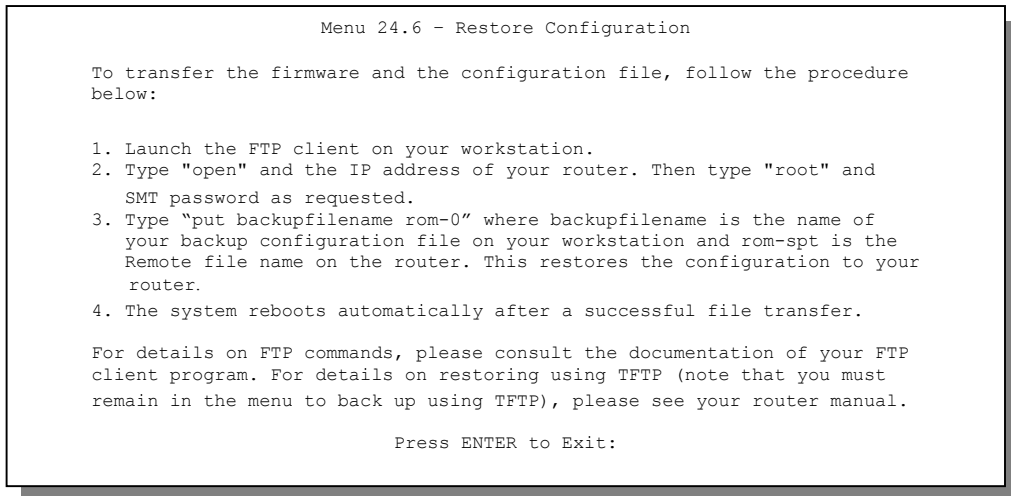 Menu 24.6 – Restore Configuration
To transfer the firmware and the configuration file, follow the procedure
below:
1. Launch the FTP client on your workstation.
2. Type "open" and the IP address of your router. Then type "root" and
SMT password as requested.
3. Type “put backupfilename rom-0” where backupfilename is the name of
your backup configuration file on your workstation and rom-spt is the
Remote file name on the router. This restores the configuration to your
router.
4. The system reboots automatically after a successful file transfer.
For details on FTP commands, please consult the documentation of your FTP
client program. For details on restoring using TFTP (note that you must
remain in the menu to back up using TFTP), please see your router manual.
Press ENTER to Exit: